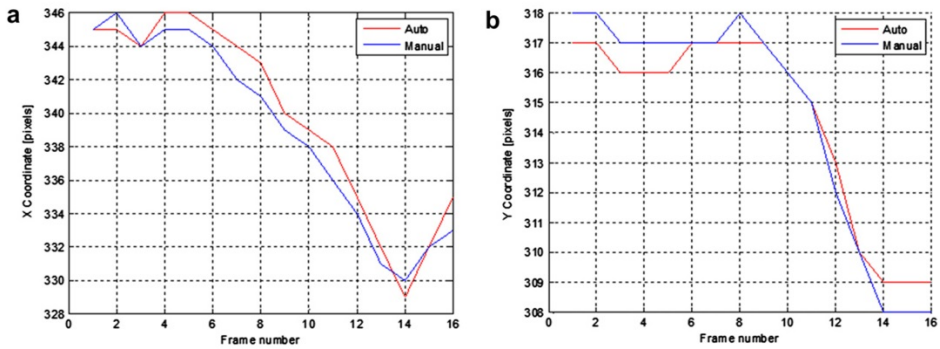 a
346
344
342
340
338
336
334
332
330
328
X Coordinate [pixels]
0 2 4 6 8 10 12 14 16
Frame number
Auto
Manual
b
318
317
316
315
313
312
310
309
308
Y Coordinate [pixels]
0 2 4 6 8 10 12 14 16
Frame number
Auto
Manual